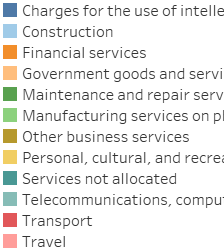 Charges for the use of intelle
Construction
Financial services
Government goods and servi
Maintenance and repair serv
Manufacturing services on pl
Other business services
Personal, cultural, and recrea
Services not allocated
Telecommunications, comput
Transport
Travel